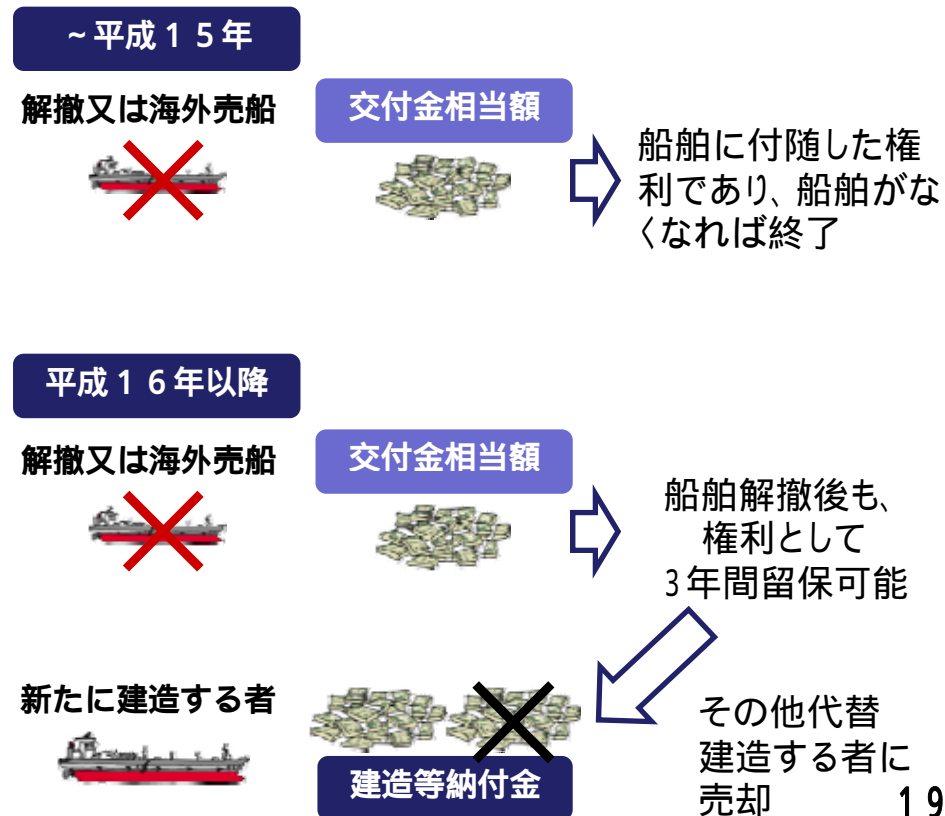 ~平成１５年
解撤又は海外売船
交付金相当額
船舶に付随した権
利であり、船舶がな
くなれば終了
平成１６年以降
解撤又は海外売船
交付金相当額
船舶解撤後も、
権利として
3年間留保可能
新たに建造する者
建造等納付金
その他代替
建造する者に
売却
19